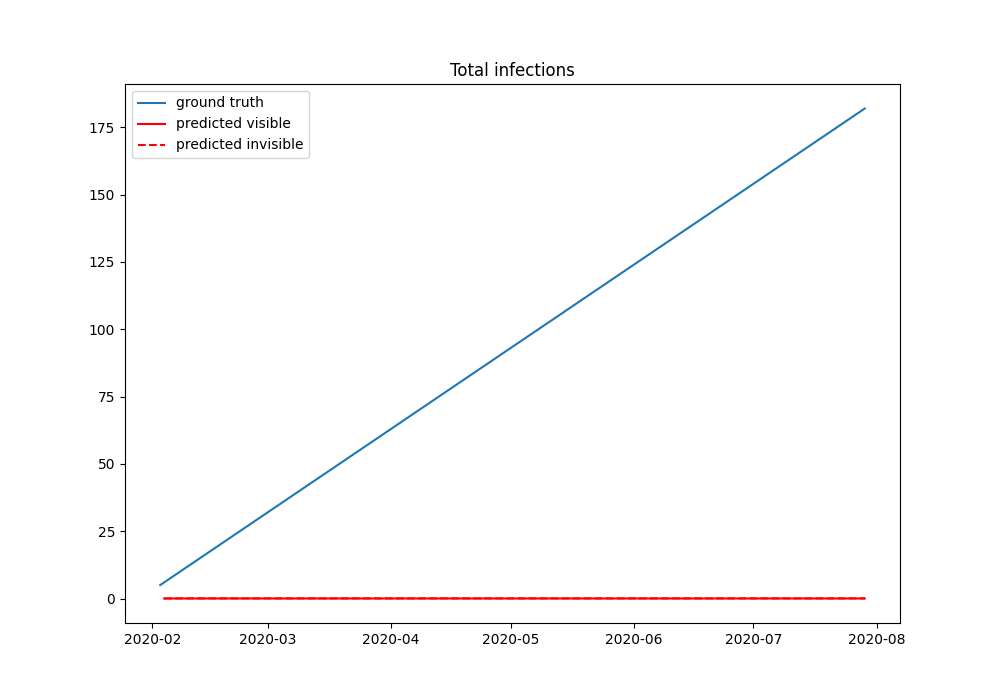 Total infections
ground truth
predicted visible
predicted invisible
175
150
125
100
75
50
25
0
2020-02 2020-03 2020-04 2020-05 2020-06 2020-07 2020-08